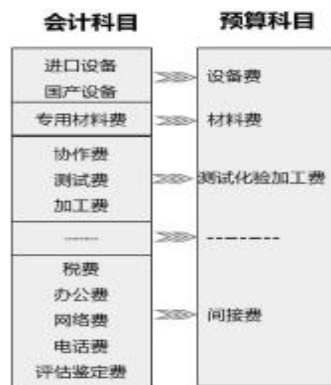 会计科目
预算科目
进口设备
国产设备
设备费
专用材料费
材料费
协作费
测试费
加工费
测试化验加工费
税费
办公费
网络费
电话费
评估鉴定费
间接费